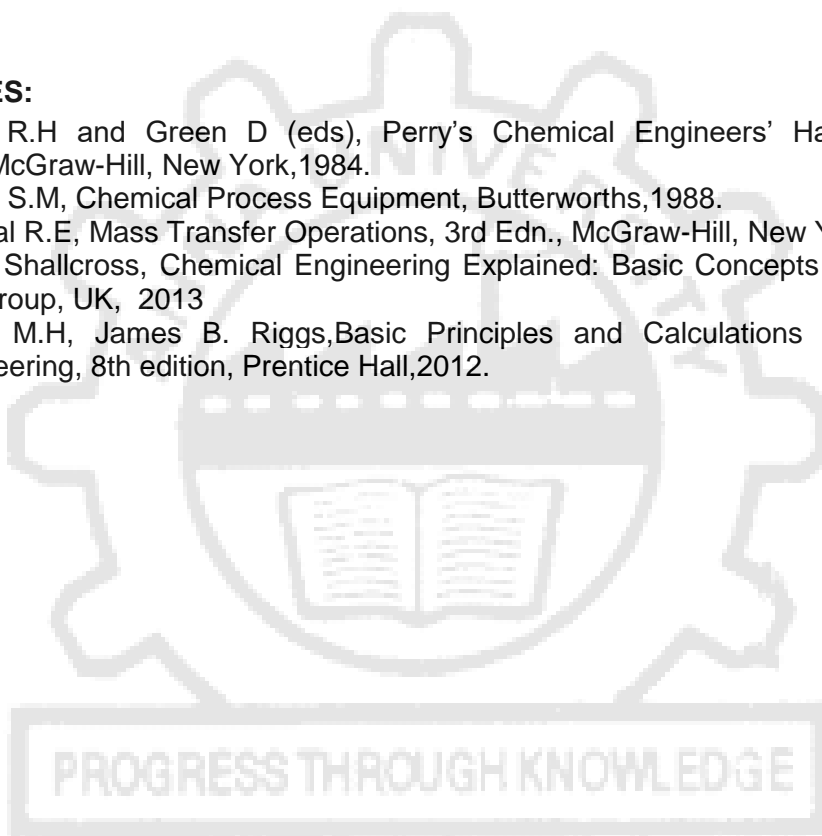 ES:
R.H and Green D (eds), Perry’s Chemical Engineers’ Ha
McGraw-Hill, New York,1984.
S.M, Chemical Process Equipment, Butterworths,1988.
al R.E, Mass Transfer Operations, 3rd Edn., McGraw-Hill, New Y
Shallcross, Chemical Engineering Explained: Basic Concepts
roup, UK, 2013
M.H, James B. Riggs,Basic Principles and Calculations
eering, 8th edition, Prentice Hall,2012.
UNIVERSITY
PROGRESS THROUGH KNOWLEDGE